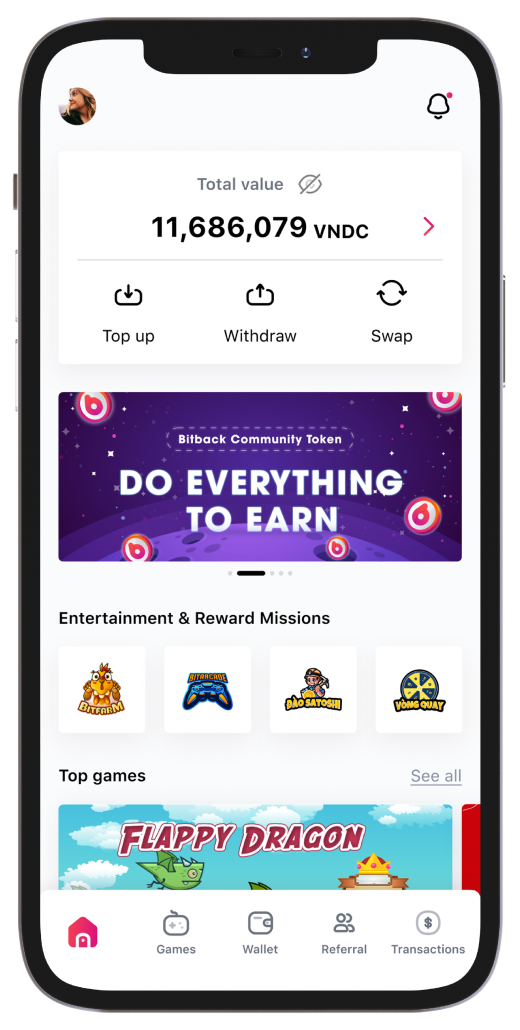 Total value
11,686,079 VNDC
Top up
Withdraw
Swap
Bitback Community Token
DO EVERYTHING
TO EARN
Entertainment & Reward Missions
BITFARM
BITARCADE
ĐÀO SATOSHI
VÒNG QUAY
Top games
See all
FLAPPY DRAGON
Games
Wallet
Referral
Transactions